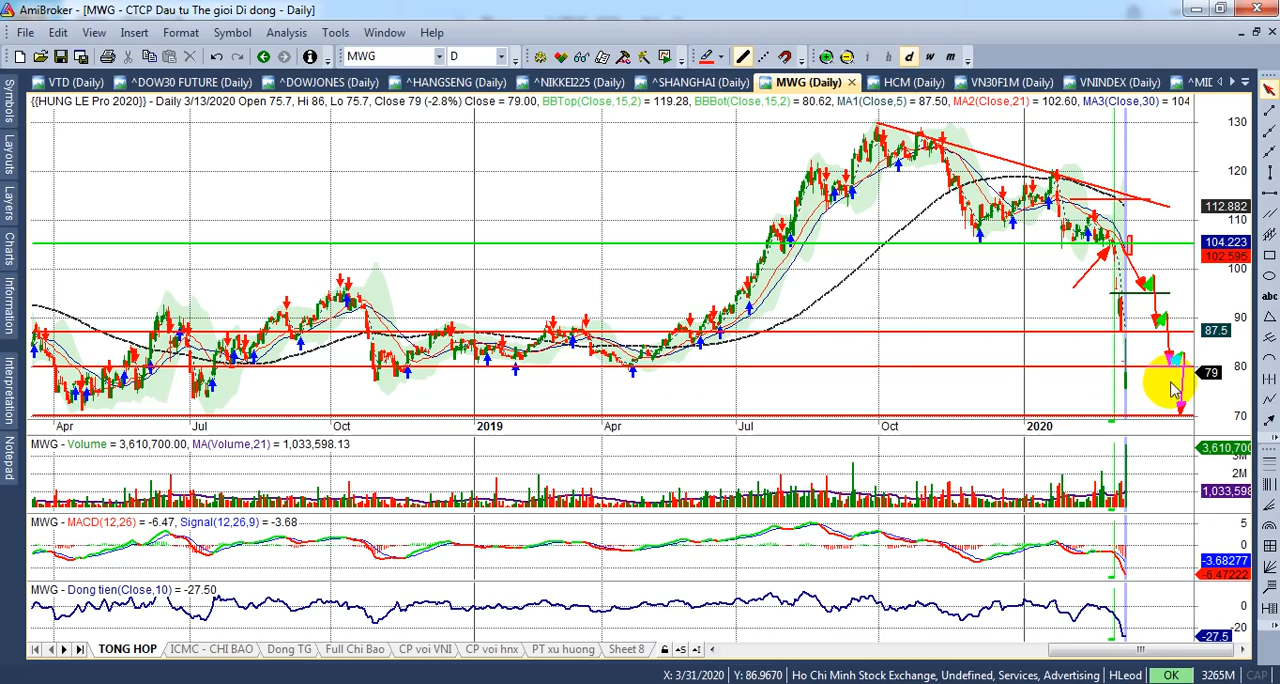 AmiBroker - [MWG - CTCP Dau tu The gioi Di dong - Daily]
File Edit View Insert Format Symbol Analysis Tools Window Help
MWG D i h d w m
VTD (Daily) ^DOW30 FUTURE (Daily) ^DOWJONES (Daily) ^HANGSENG (Daily) ^NIKKEI225 (Daily) ^SHANGHAI (Daily) MWG (Daily) HCM (Daily) VN30F1M (Daily) VNINDEX (Daily) ^MID
{{HUNG LE Pro 2020}} - Daily 3/13/2020 Open 75.7, Hi 86, Lo 75.7, Close 79 (-2.8%) Close = 79.00, BBTop(Close,15,2) = 119.28, BBBot(Close,15,2) = 80.62, MA1(Close,5) = 87.50, MA2(Close,21) = 102.60, MA3(Close,30) = 104
Symbols
Layouts
Layers
Charts
Information
Interpretation
Notepad
abc
130
120
112.882
110
104.223
102.595
100
90
87.5
80
79
70
Apr Jul Oct 2019 Apr Jul Oct 2020
MWG - Volume = 3,610,700.00, MA(Volume,21) = 1,033,598.13
3,610,700
3M
2M
1,033,598
MWG - MACD(12,26) = -6.47, Signal(12,26,9) = -3.68
5
0
-3.68277
-6.47222
MWG - Dong tien(Close,10) = -27.50
0
-20
-27.5
TONG HOP ICMC - CHI BAO Dong TG Full Chi Bao CP voi VNI CP voi hnx PT xu huong Sheet 8
X: 3/31/2020 Y: 86.9670 Ho Chi Minh Stock Exchange, Undefined, Services, Advertising HLeod OK 3265M CAP